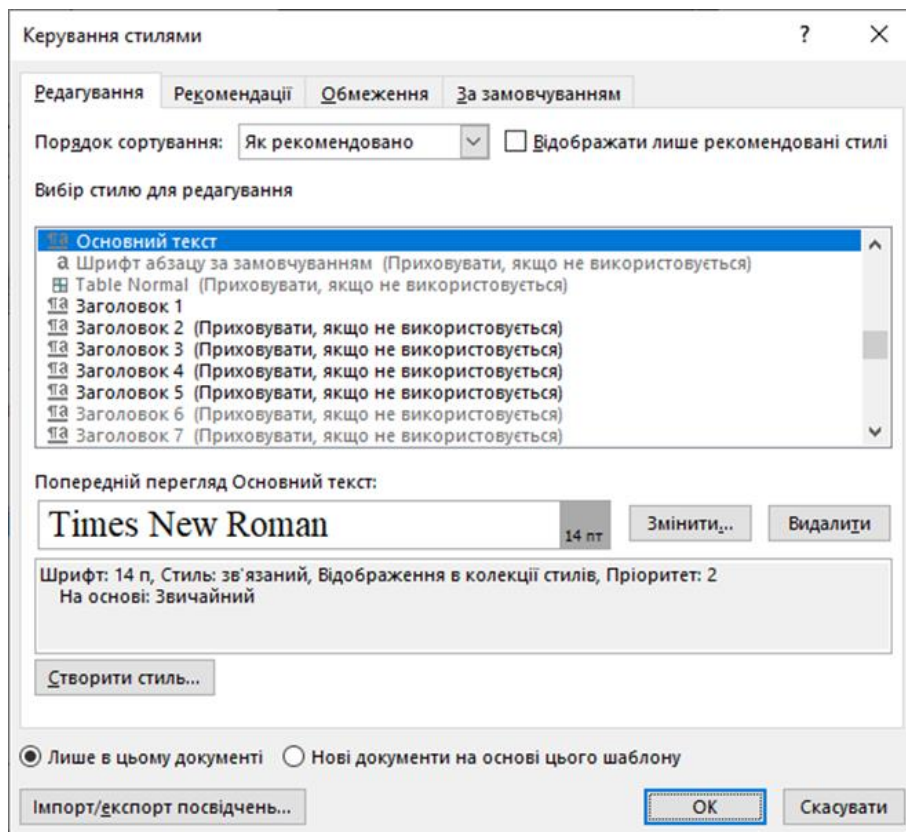 Керування стилями ? ✕
Редагування Рекомендації Обмеження За замовчуванням
Порядок сортування: Як рекомендовано Відображати лише рекомендовані стилі
Вибір стилю для редагування
¶a Основний текст
a Шрифт абзацу за замовчуванням (Приховувати, якщо не використовується)
Table Normal (Приховувати, якщо не використовується)
¶a Заголовок 1
¶a Заголовок 2 (Приховувати, якщо не використовується)
¶a Заголовок 3 (Приховувати, якщо не використовується)
¶a Заголовок 4 (Приховувати, якщо не використовується)
¶a Заголовок 5 (Приховувати, якщо не використовується)
¶a Заголовок 6 (Приховувати, якщо не використовується)
¶a Заголовок 7 (Приховувати, якщо не використовується)
Попередній перегляд Основний текст:
Times New Roman 14 пт Змінити... Видалити
Шрифт: 14 п, Стиль: зв'язаний, Відображення в колекції стилів, Пріоритет: 2
На основі: Звичайний
Створити стиль...
Лише в цьому документі Нові документи на основі цього шаблону
Імпорт/експорт посвідчень... ОК Скасувати